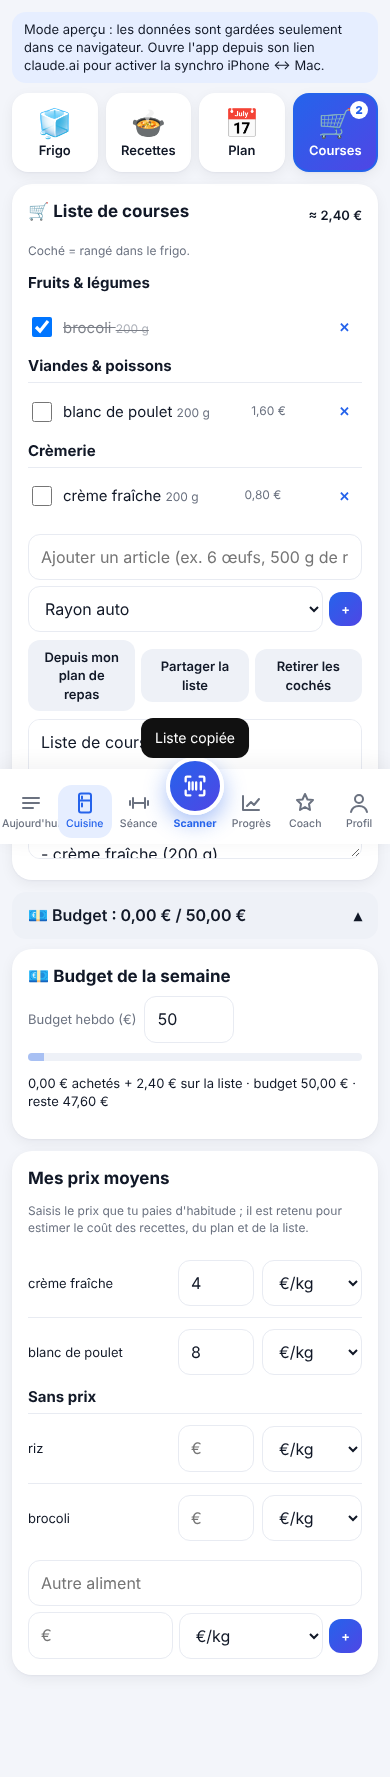 Mode aperçu : les données sont gardées seulement
dans ce navigateur. Ouvre l'app depuis son lien
claude.ai pour activer la synchro iPhone ↔ Mac.
Frigo
Recettes
July
17
Plan
2
Courses
🛒 Liste de courses
≈ 2,40 €
Coché = rangé dans le frigo.
Fruits & légumes
brocoli 200 g
×
Viandes & poissons
blanc de poulet 200 g
1,60 €
×
Crèmerie
crème fraîche 200 g
0,80 €
×
Ajouter un article (ex. 6 œufs, 500 g de r
Rayon auto
+
Depuis mon
plan de
repas
Partager la
liste
Retirer les
cochés
Liste de cours
Liste copiée
Aujourd'hu
Cuisine
Séance
Scanner
Progrès
Coach
Profil
- crème fraîche (200 g)
💶 Budget : 0,00 € / 50,00 €
▲
💶 Budget de la semaine
Budget hebdo (€)
50
0,00 € achetés + 2,40 € sur la liste · budget 50,00 € ·
reste 47,60 €
Mes prix moyens
Saisis le prix que tu paies d'habitude ; il est retenu pour
estimer le coût des recettes, du plan et de la liste.
crème fraîche
4
€/kg
blanc de poulet
8
€/kg
Sans prix
riz
€
€/kg
brocoli
€
€/kg
Autre aliment
€
€/kg
+